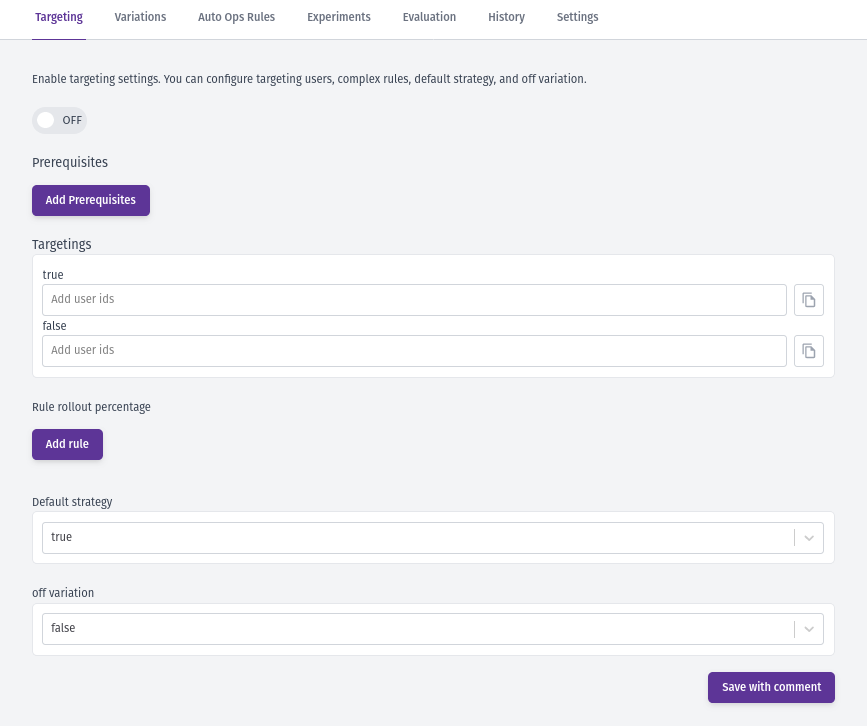 Targeting Variations Auto Ops Rules Experiments Evaluation History Settings
Enable targeting settings. You can configure targeting users, complex rules, default strategy, and off variation.
OFF
Prerequisites
Add Prerequisites
Targetings
true
Add user ids
false
Add user ids
Rule rollout percentage
Add rule
Default strategy
true
off variation
false
Save with comment